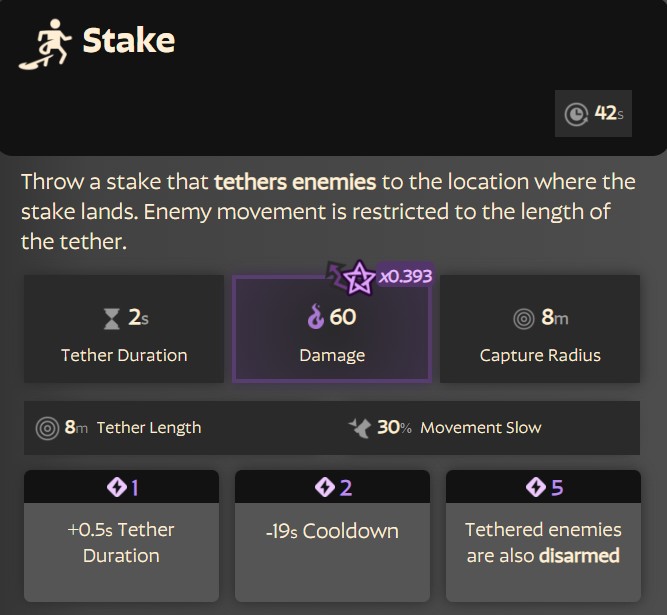 Stake
42s
Throw a stake that tethers enemies to the location where the
stake lands. Enemy movement is restricted to the length of
the tether.
x0.393
2s
Tether Duration
60
Damage
8m
Capture Radius
8m Tether Length
30% Movement Slow
1
+0.5s Tether
Duration
2
-19s Cooldown
5
Tethered enemies
are also disarmed